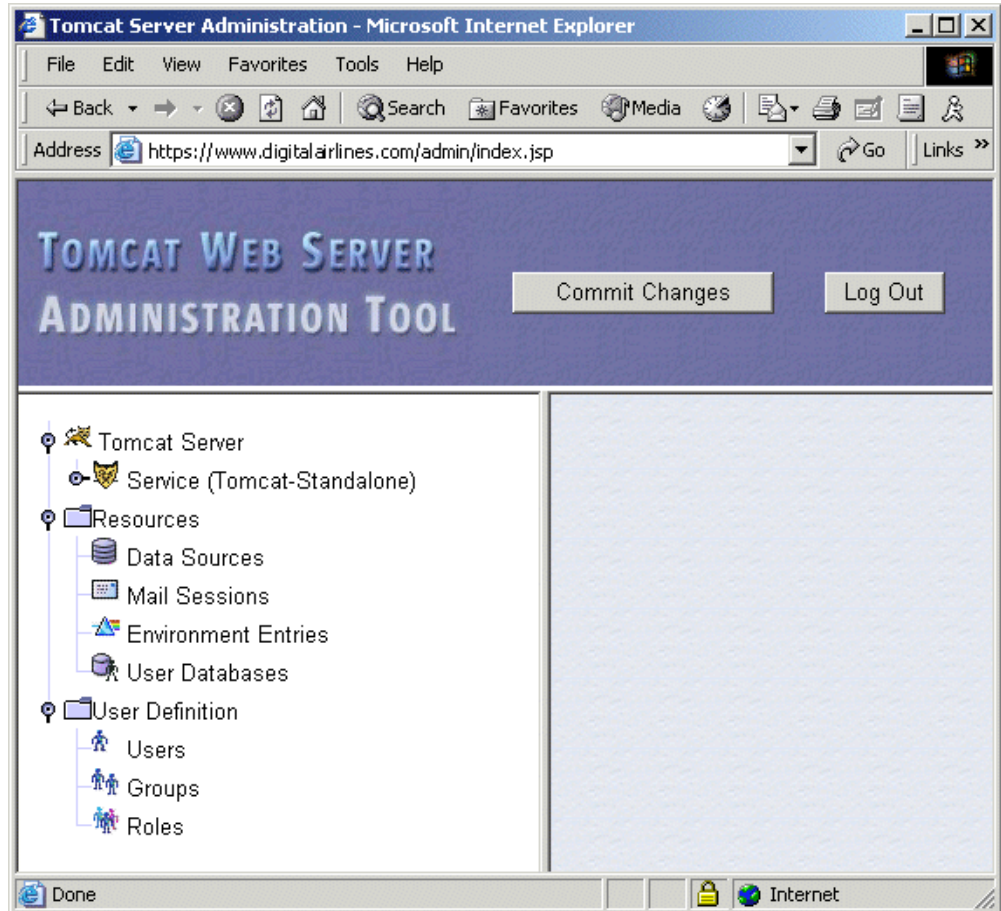 Tomcat Server Administration - Microsoft Internet Explorer
File Edit View Favorites Tools Help
Back Search Favorites Media
Address https://www.digitalairlines.com/admin/index.jsp Go Links »
TOMCAT WEB SERVER
ADMINISTRATION TOOL
Commit Changes Log Out
Tomcat Server
Service (Tomcat-Standalone)
Resources
Data Sources
Mail Sessions
Environment Entries
User Databases
User Definition
Users
Groups
Roles
Done Internet